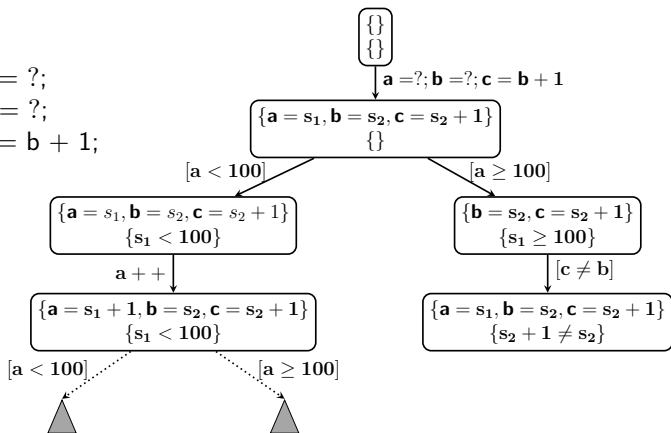 {}
{}
a =?; b =?; c = b + 1
= ?;
= ?;
= b + 1;
{a = s₁, b = s₂, c = s₂ + 1}
{}
[a < 100]
[a ≥ 100]
{a = s₁, b = s₂, c = s₂ + 1}
{s₁ < 100}
{b = s₂, c = s₂ + 1}
{s₁ ≥ 100}
a + +
[c ≠ b]
{a = s₁ + 1, b = s₂, c = s₂ + 1}
{s₁ < 100}
{a = s₁, b = s₂, c = s₂ + 1}
{s₂ + 1 ≠ s₂}
[a < 100]
[a ≥ 100]